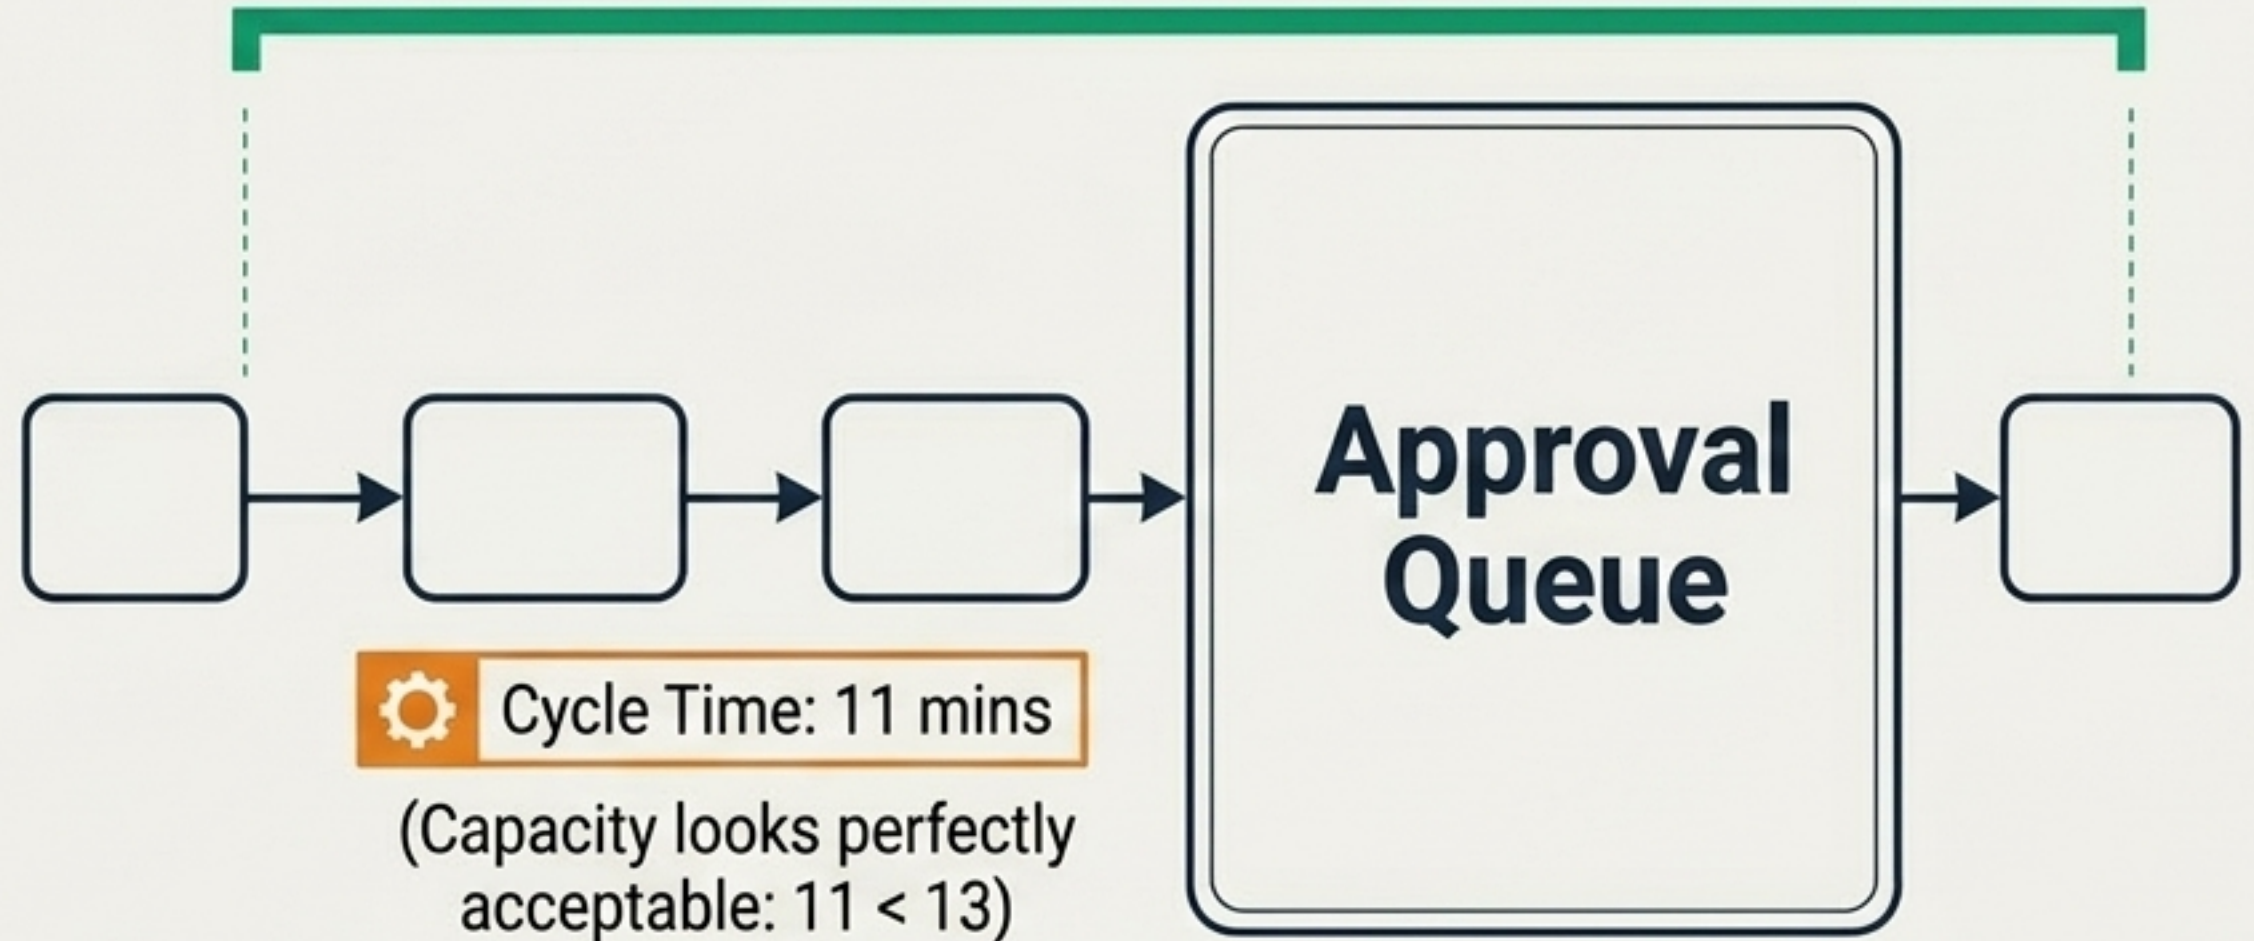 Approval
Queue
Cycle Time: 11 mins
(Capacity looks perfectly
acceptable: 11 < 13)